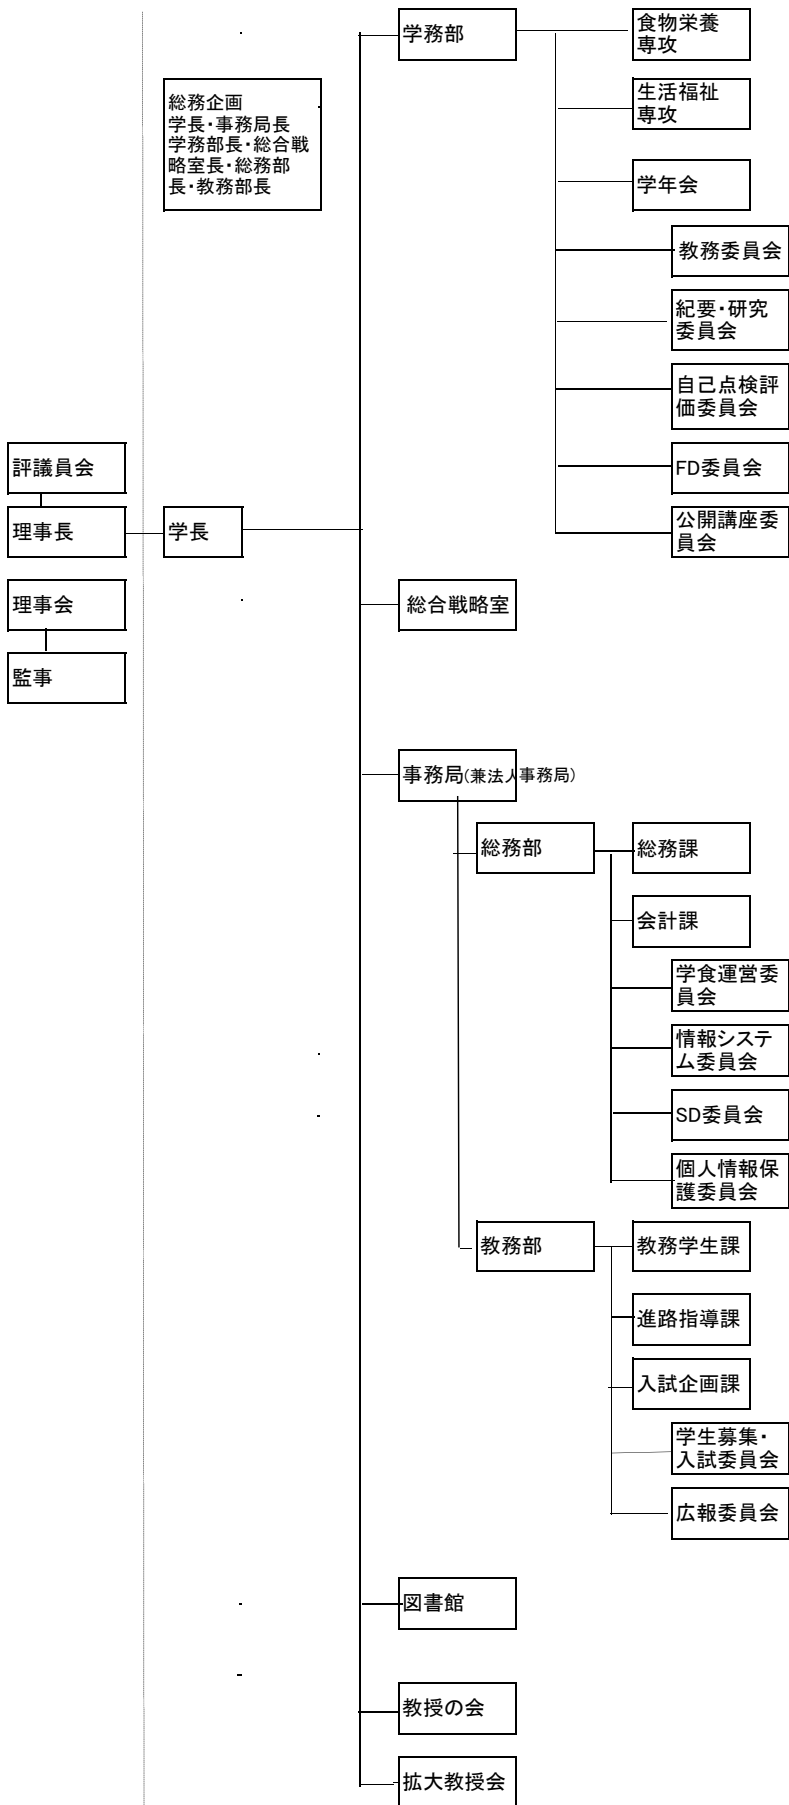 学務部
食物栄養
専攻
総務企画
学長・事務局長
学務部長・総合戦
略室長・総務部
長・教務部長
生活福祉
専攻
学年会
教務委員会
紀要・研究
委員会
自己点検評
価委員会
評議員会
FD委員会
理事長
学長
公開講座委
員会
理事会
総合戦略室
監事
事務局(兼法人事務局)
総務部
総務課
会計課
学食運営委
員会
情報システ
ム委員会
SD委員会
個人情報保
護委員会
教務部
教務学生課
進路指導課
入試企画課
学生募集・
入試委員会
広報委員会
図書館
教授の会
拡大教授会